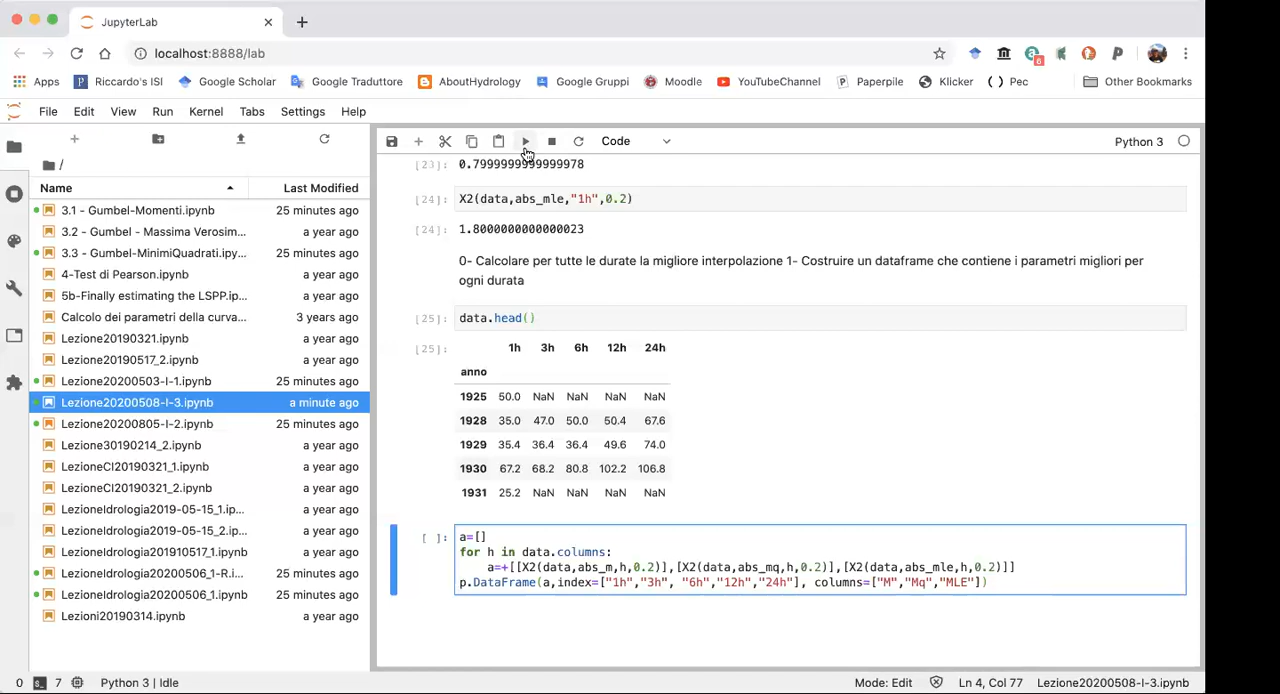 JupyterLab
localhost:8888/lab
6
Apps Riccardo's ISI Google Scholar Google Traduttore AboutHydrology Google Gruppi Moodle YouTubeChannel Paperpile Klicker Pec Other Bookmarks
File Edit View Run Kernel Tabs Settings Help
Code Python 3
/
Name Last Modified
3.1 - Gumbel-Momenti.ipynb 25 minutes ago
3.2 - Gumbel - Massima Verosim... a year ago
3.3 - Gumbel-MinimiQuadrati.ipy... 25 minutes ago
4-Test di Pearson.ipynb a year ago
5b-Finally estimating the LSPP.ip... a year ago
Calcolo dei parametri della curva... 3 years ago
Lezione20190321.ipynb a year ago
Lezione20190517_2.ipynb a year ago
Lezione20200503-I-1.ipynb 25 minutes ago
Lezione20200508-I-3.ipynb a minute ago
Lezione20200805-I-2.ipynb 25 minutes ago
Lezione30190214_2.ipynb a year ago
LezioneCI20190321_1.ipynb a year ago
LezioneCI20190321_2.ipynb a year ago
LezioneIdrologia2019-05-15_1.ip... a year ago
LezioneIdrologia2019-05-15_2.ip... a year ago
LezioneIdrologia201910517_1.ipynb a year ago
LezioneIdrologia20200506_1-R.i... 25 minutes ago
LezioneIdrologia20200506_1.ipynb 25 minutes ago
Lezioni20190314.ipynb a year ago
[23]: 0.7999999999999978
[24]: X2(data,abs_mle,"1h",0.2)
[24]: 1.8000000000000023
0- Calcolare per tutte le durate la migliore interpolazione 1- Costruire un dataframe che contiene i parametri migliori per
ogni durata
[25]: data.head()
[25]: 1h 3h 6h 12h 24h
anno
1925 50.0 NaN NaN NaN NaN
1928 35.0 47.0 50.0 50.4 67.6
1929 35.4 36.4 36.4 49.6 74.0
1930 67.2 68.2 80.8 102.2 106.8
1931 25.2 NaN NaN NaN NaN
[ ]: a=[]
for h in data.columns:
a=+[[X2(data,abs_m,h,0.2)],[X2(data,abs_mq,h,0.2)],[X2(data,abs_mle,h,0.2)]]
p.DataFrame(a,index=["1h","3h", "6h","12h","24h"], columns=["M","Mq","MLE"])
0 7 Python 3 | Idle Mode: Edit Ln 4, Col 77 Lezione20200508-I-3.ipynb